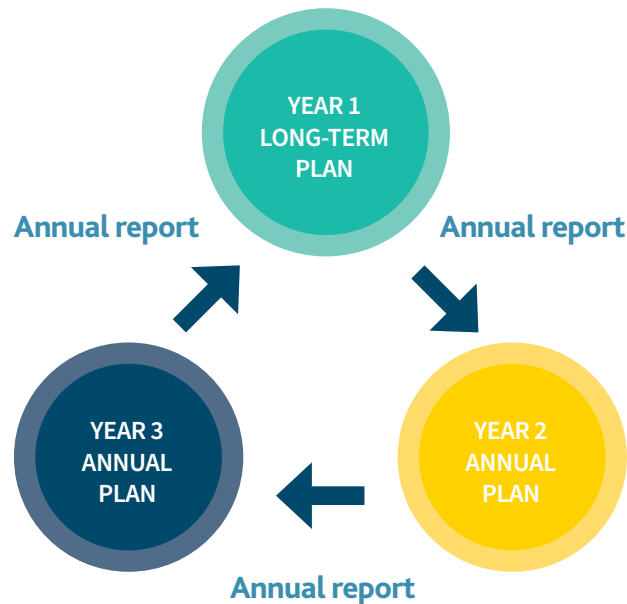 YEAR 1
LONG-TERM
PLAN
Annual report
Annual report
YEAR 3
ANNUAL
PLAN
YEAR 2
ANNUAL
PLAN
Annual report